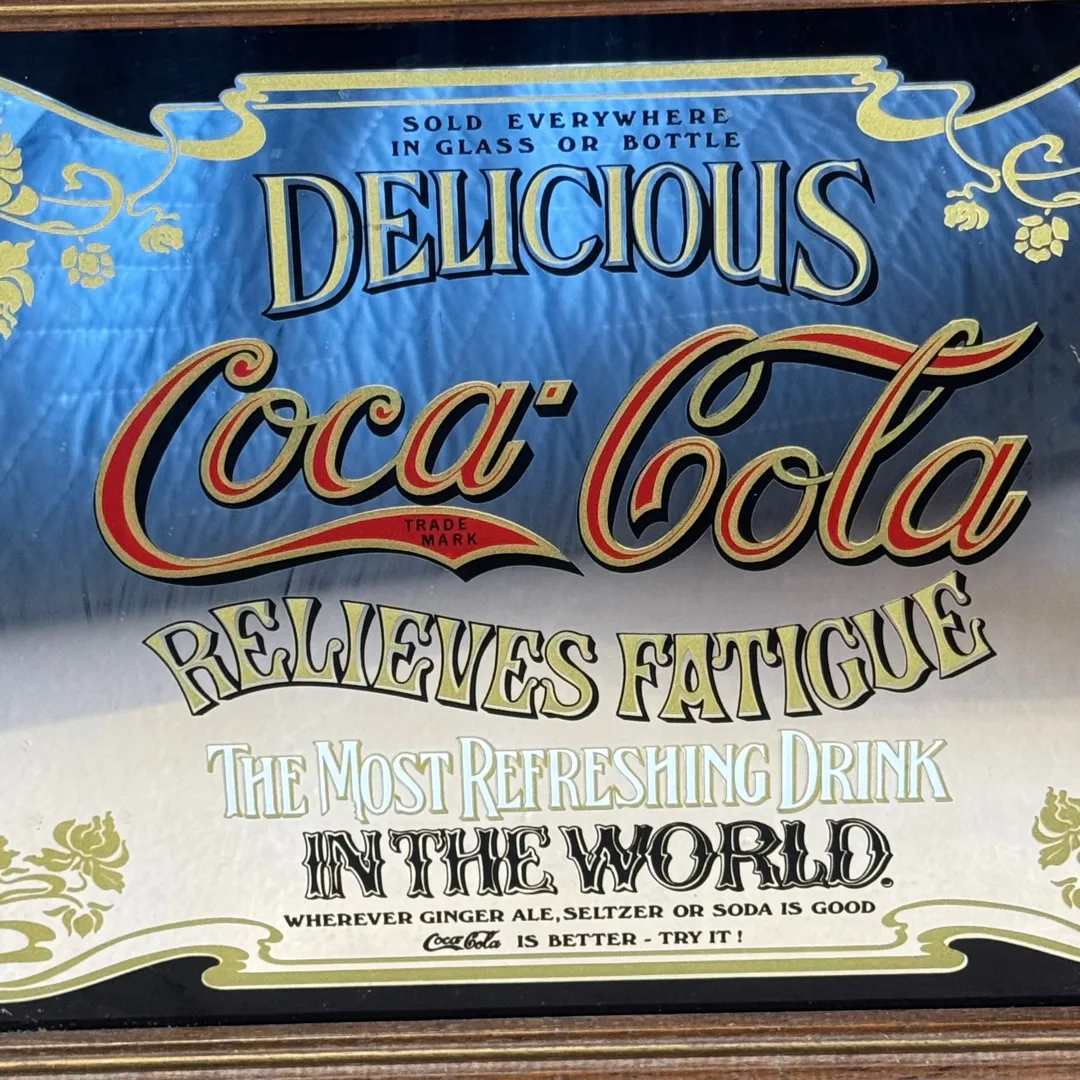 SOLD EVERYWHERE
IN GLASS OR BOTTLE
DELICIOUS
Coca-Cola
TRADE
MARK
RELIEVES FATIGUE
THE MOST REFRESHING DRINK
IN THE WORLD.
WHEREVER GINGER ALE, SELTZER OR SODA IS GOOD
Coca-Cola IS BETTER - TRY IT!